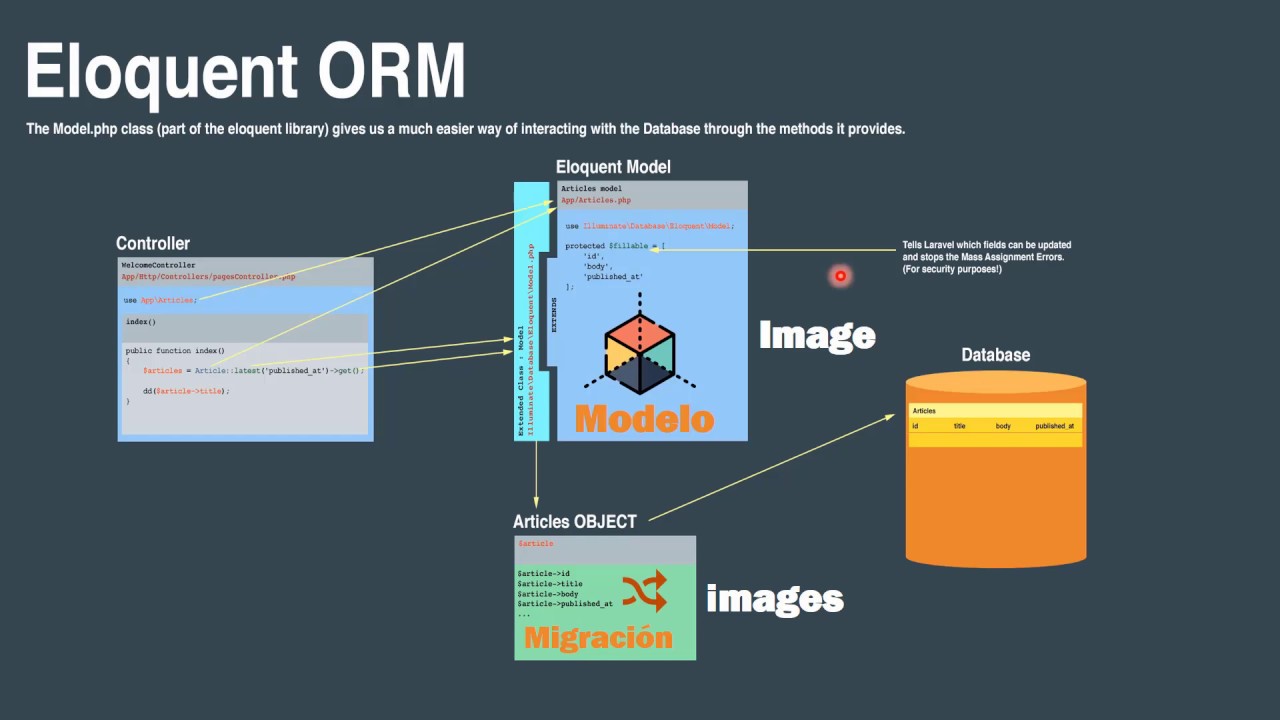 Eloquent ORM
The Model.php class (part of the eloquent library) gives us a much easier way of interacting with the Database through the methods it provides.
Controller
WelcomeController
App/Http/Controllers/pagesController.php
use App\Articles;
index()
public function index()
{
$articles = Article::latest('published_at')->get();
dd($article->title);
}
Eloquent Model
Extended Class : Model
Illuminate\Database\Eloquent\Model.php
EXTENDS
Articles model
App/Articles.php
use Illuminate\Database\Eloquent\Model;
protected $fillable = [
'id',
'body',
'published_at'
];
Modelo
Image
Tells Laravel which fields can be updated
and stops the Mass Assignment Errors.
(For security purposes!)
Database
Articles
id title body published_at
Articles OBJECT
$article
$article->id
$article->title
$article->body
$article->published_at
...
Migración
images